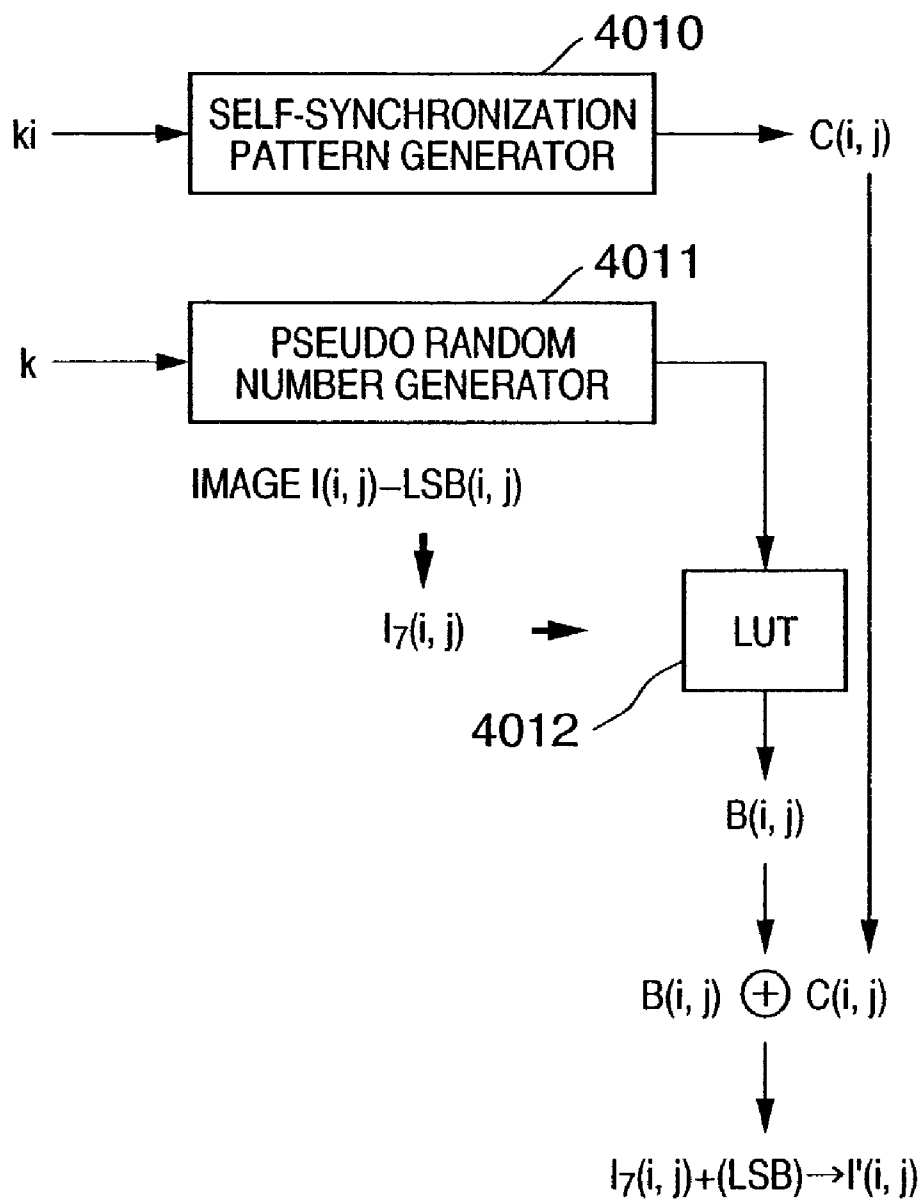 4010
ki
SELF-SYNCHRONIZATION
PATTERN GENERATOR
C(i, j)
4011
k
PSEUDO RANDOM
NUMBER GENERATOR
IMAGE I(i, j)–LSB(i, j)
I7(i, j)
LUT
4012
B(i, j)
B(i, j) ⊕ C(i, j)
I7(i, j)+(LSB)→I'(i, j)